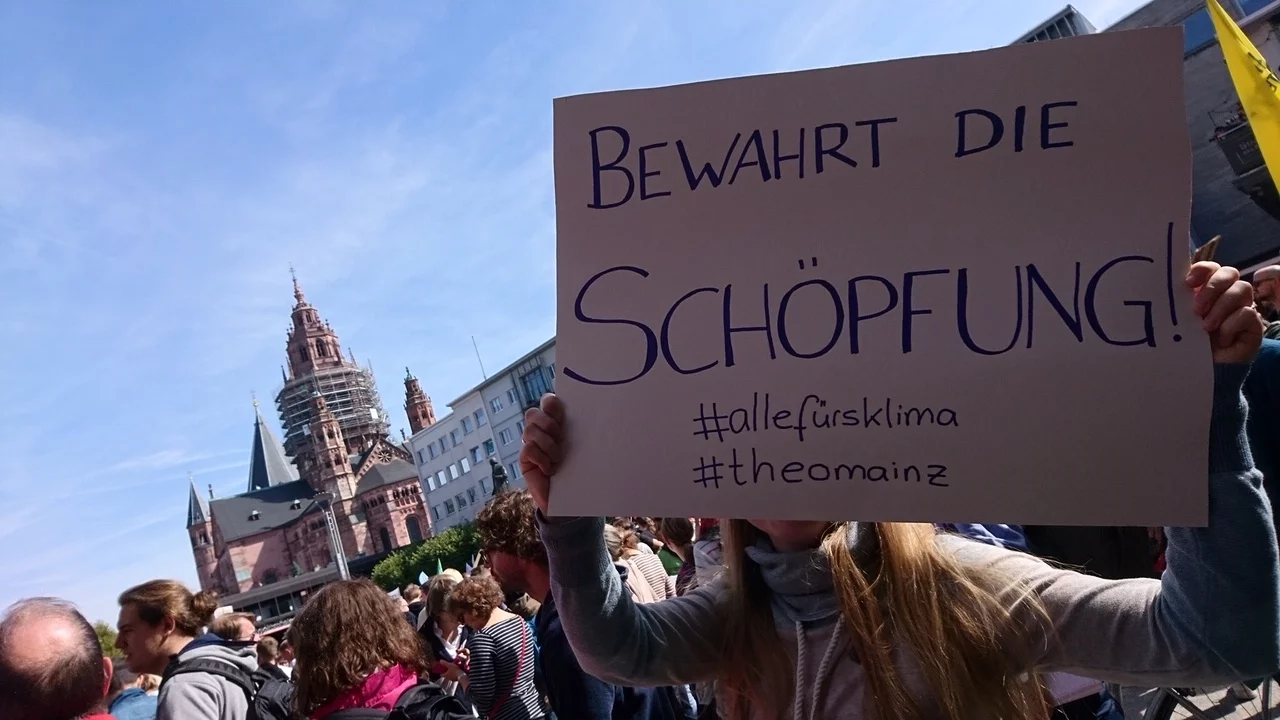 BEWAHRT DIE
SCHÖPFUNG!
#allefürsklima
#theomainz